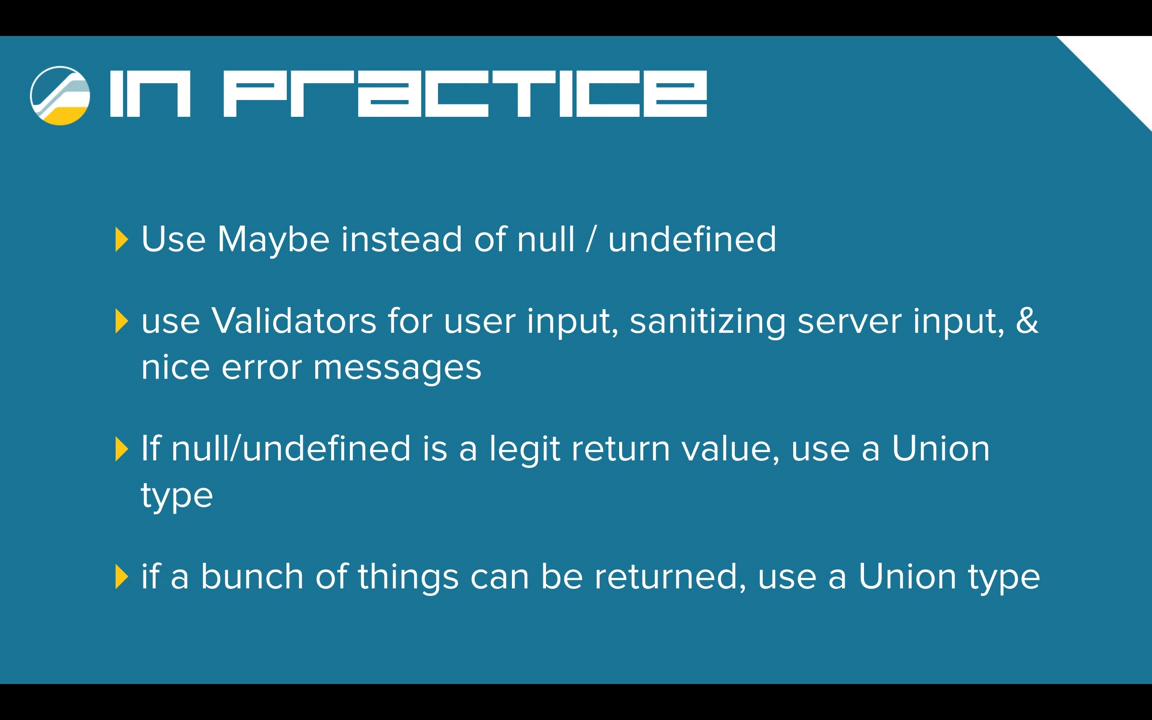 In Practice
Use Maybe instead of null / undefined
use Validators for user input, sanitizing server input, &
nice error messages
If null/undefined is a legit return value, use a Union
type
if a bunch of things can be returned, use a Union type